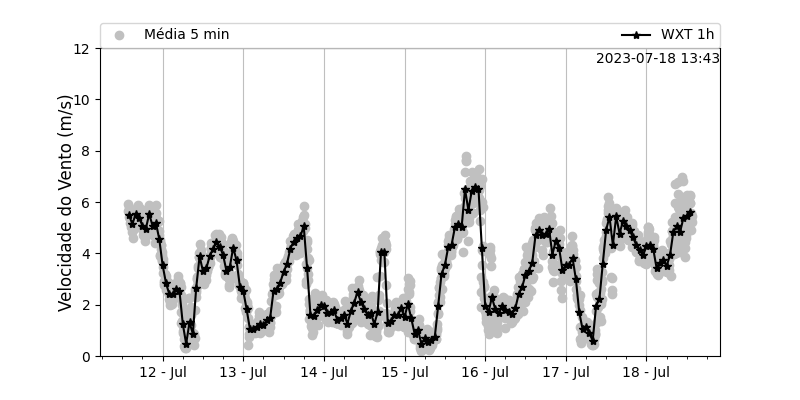 Média 5 min
WXT 1h
2023-07-18 13:43
Velocidade do Vento (m/s)
12
10
8
6
4
2
0
12 - Jul
13 - Jul
14 - Jul
15 - Jul
16 - Jul
17 - Jul
18 - Jul